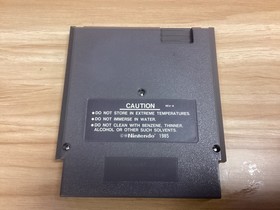 CAUTION
●DO NOT STORE IN EXTREME TEMPERATURES.
●DO NOT IMMERSE IN WATER.
●DO NOT CLEAN WITH BENZENE, THINNER,
ALCOHOL OR OTHER SUCH SOLVENTS.
©Nintendo 1985